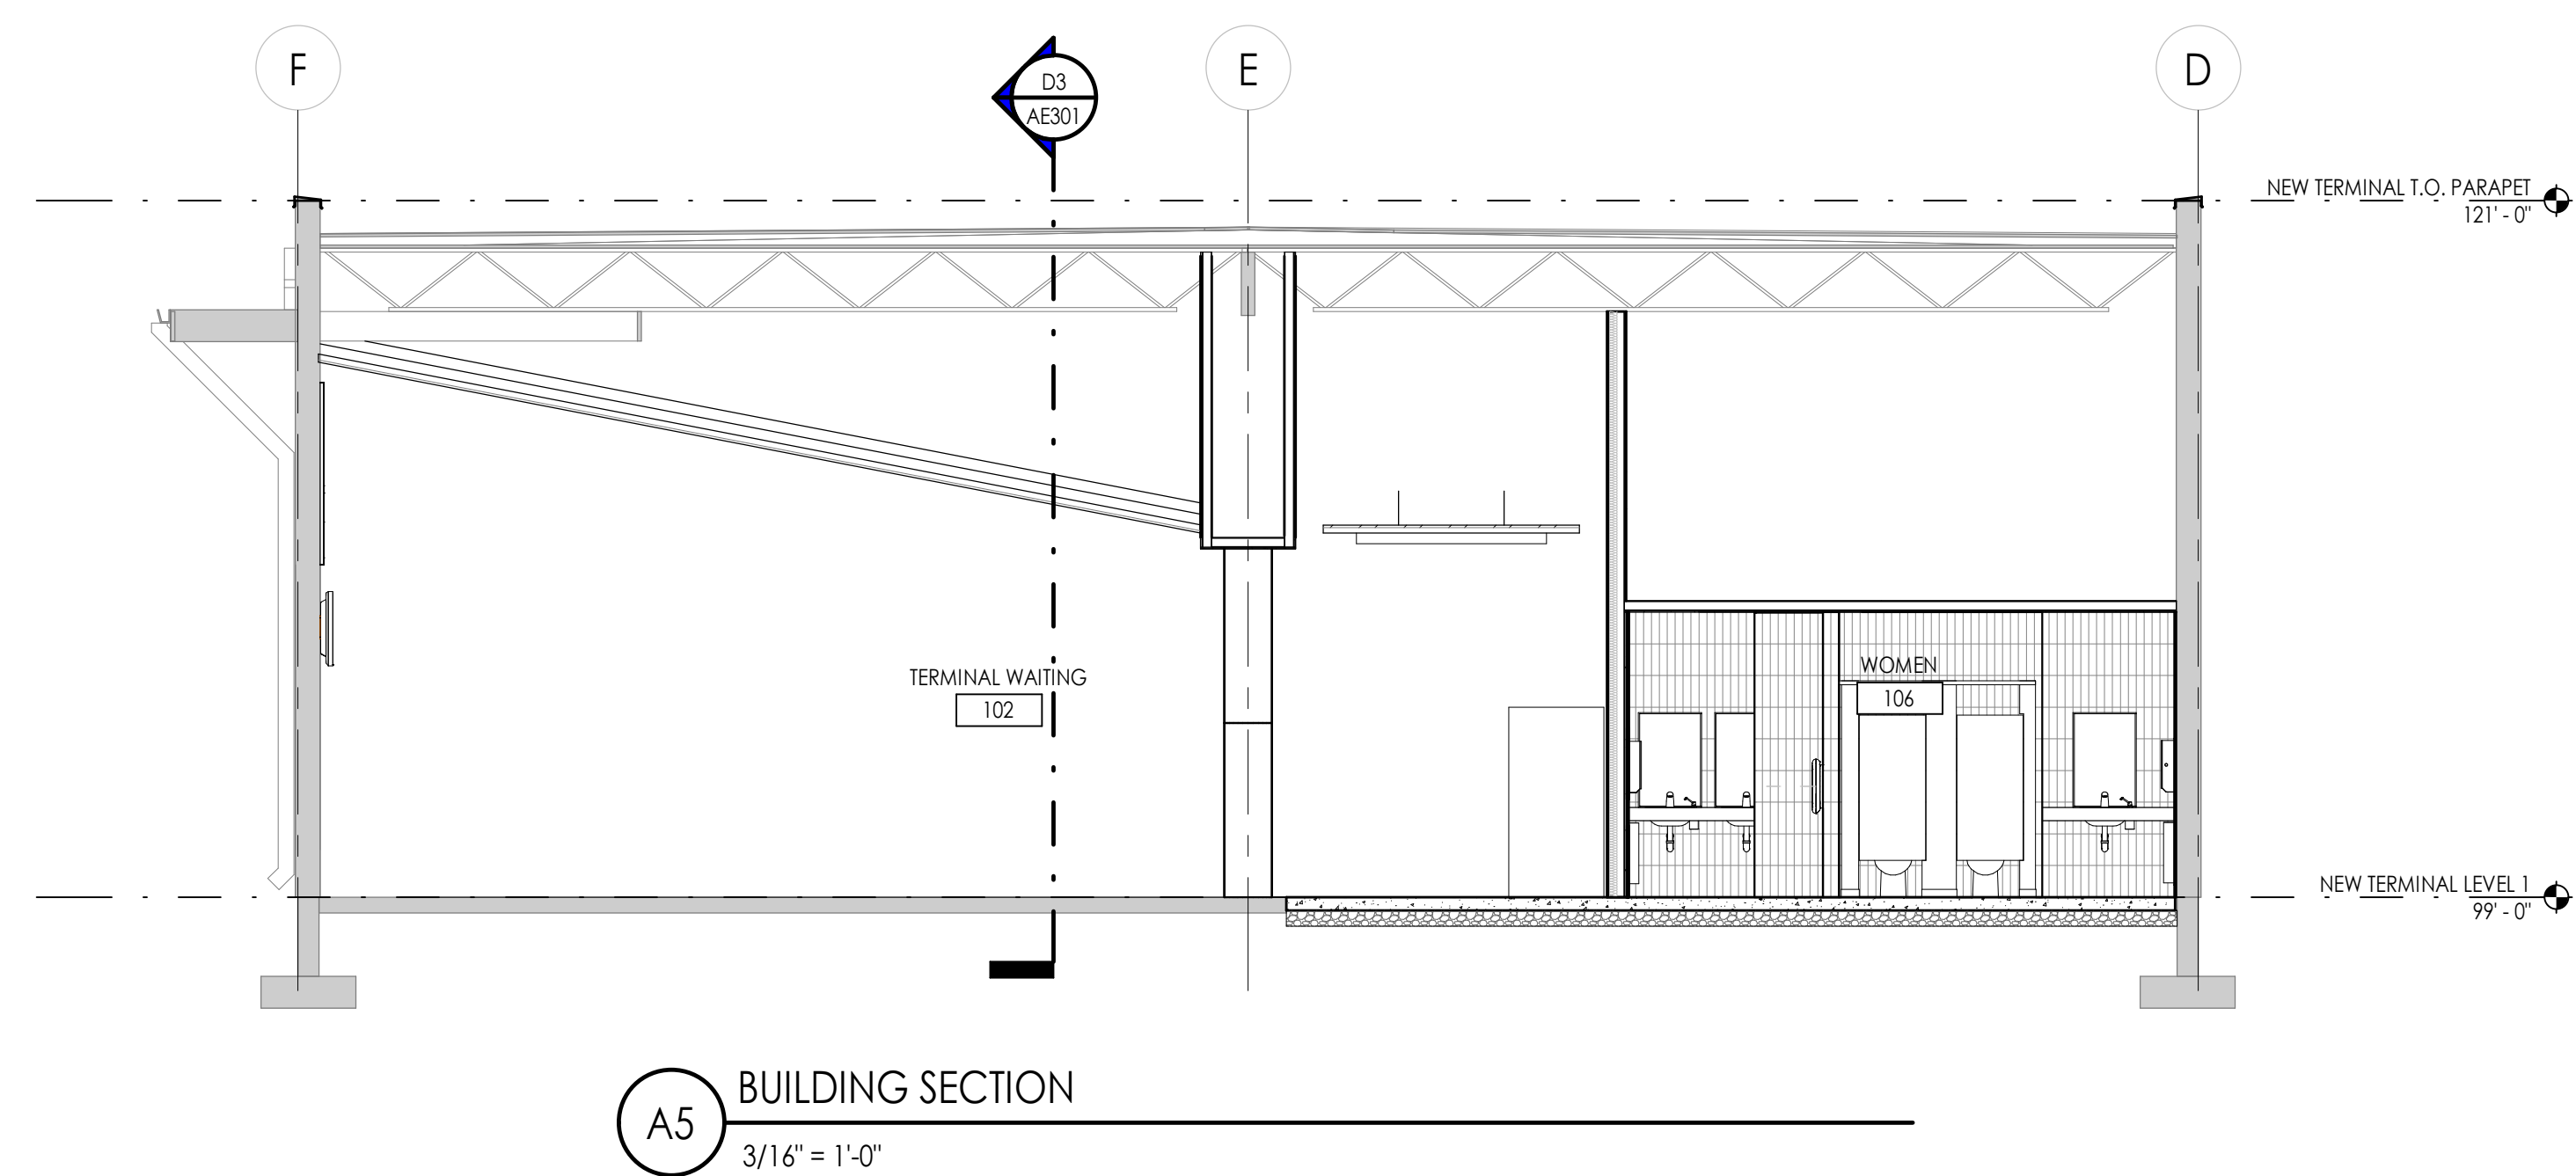 F
D3
AE301
E
D
NEW TERMINAL T.O. PARAPET
121' - 0"
TERMINAL WAITING
102
WOMEN
106
NEW TERMINAL LEVEL 1
99' - 0"
A5
BUILDING SECTION
3/16" = 1'-0"